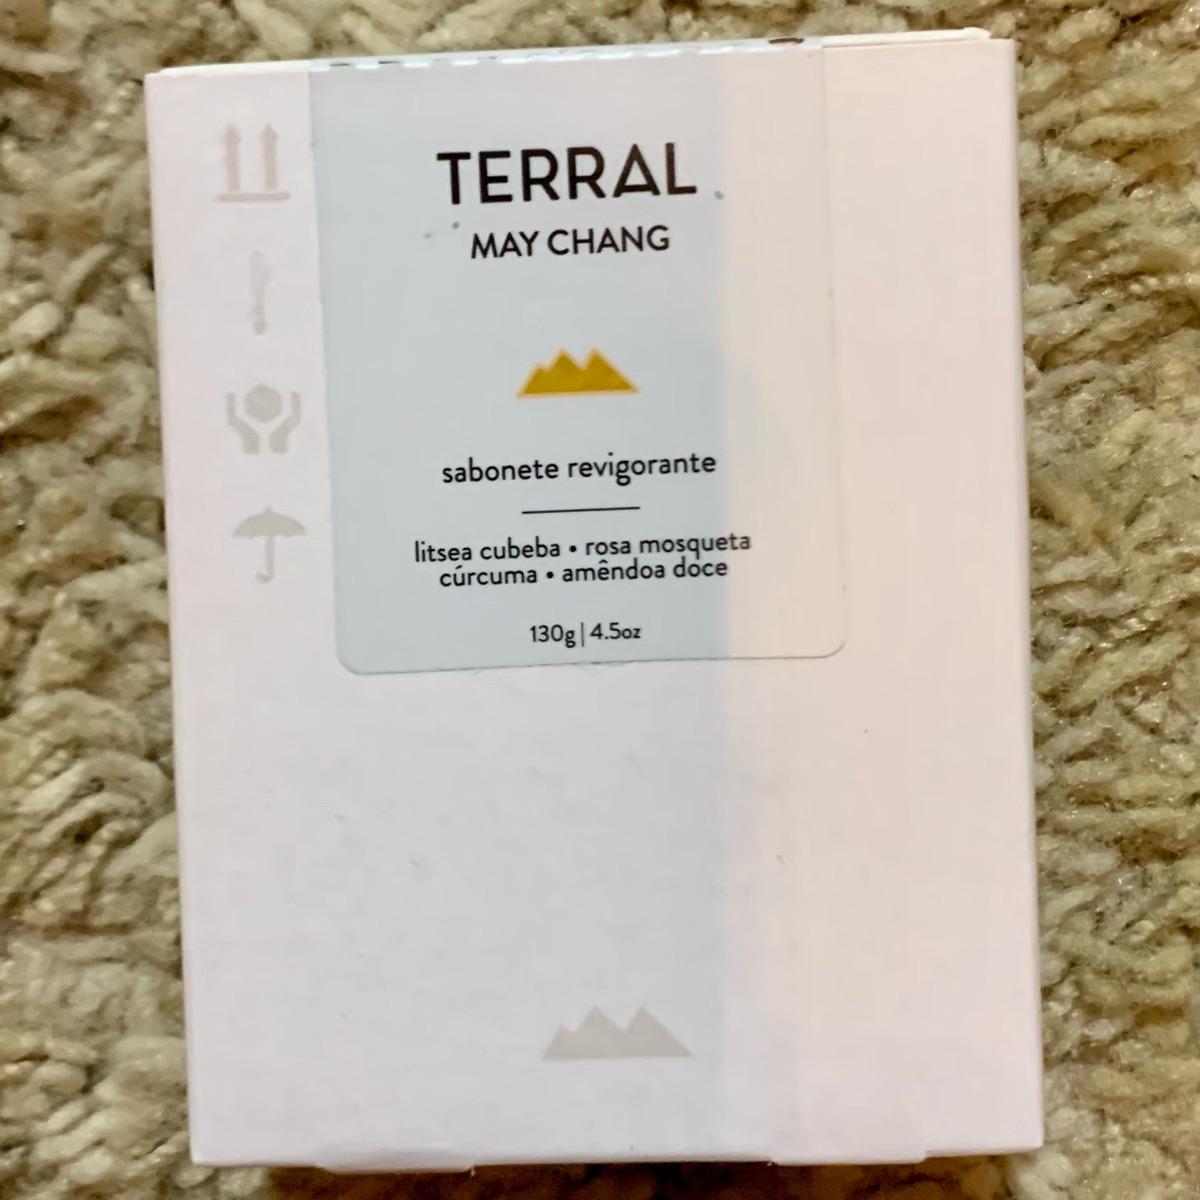 TERRAL
MAY CHANG
sabonete revigorante
litsea cubeba • rosa mosqueta
cúrcuma • amêndoa doce
130g | 4.5oz